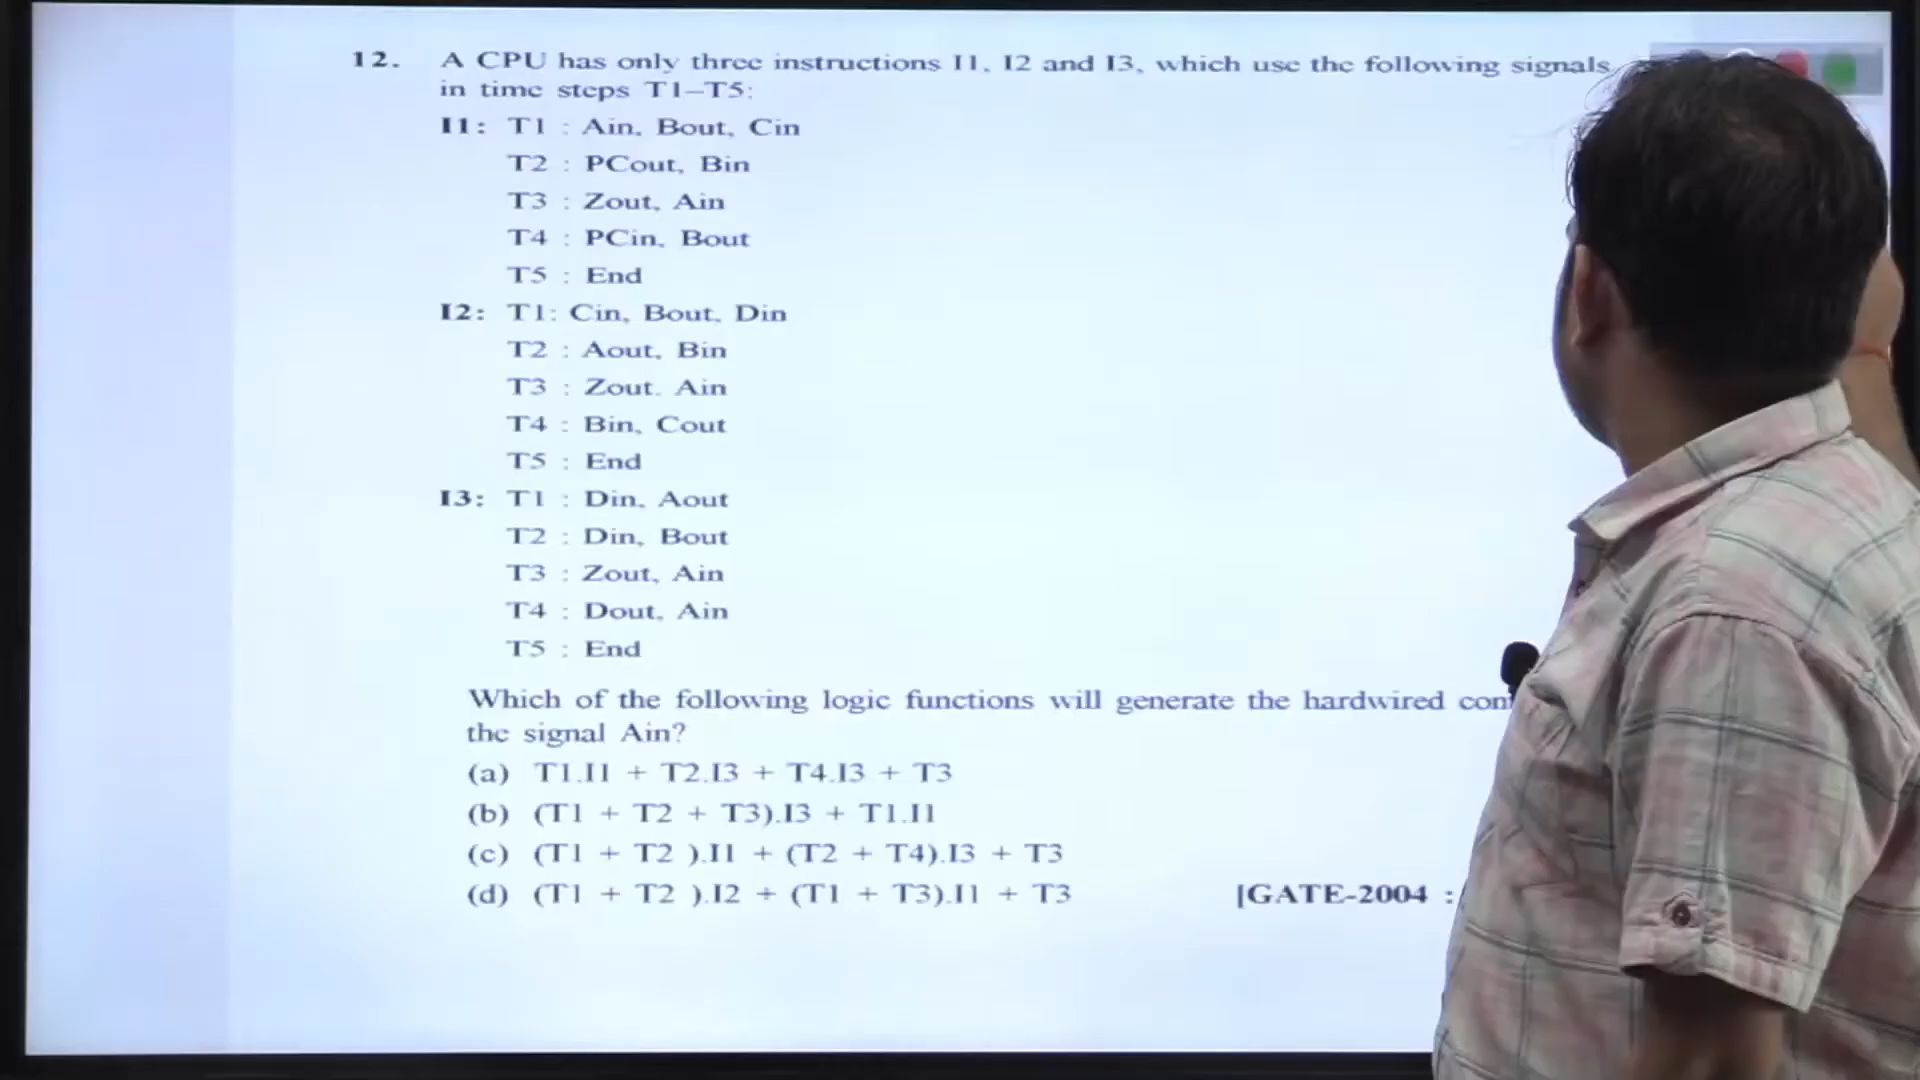 12. A CPU has only three instructions I1, I2 and I3, which use the following signals
in time steps T1–T5:
I1: T1 : Ain, Bout, Cin
T2 : PCout, Bin
T3 : Zout, Ain
T4 : PCin, Bout
T5 : End
I2: T1: Cin, Bout, Din
T2 : Aout, Bin
T3 : Zout. Ain
T4 : Bin, Cout
T5 : End
I3: T1 : Din, Aout
T2 : Din, Bout
T3 : Zout, Ain
T4 : Dout, Ain
T5 : End
Which of the following logic functions will generate the hardwired
the signal Ain?
(a) T1.I1 + T2.I3 + T4.I3 + T3
(b) (T1 + T2 + T3).I3 + T1.I1
(c) (T1 + T2 ).I1 + (T2 + T4).I3 + T3
(d) (T1 + T2 ).I2 + (T1 + T3).I1 + T3
[GATE-2004 :